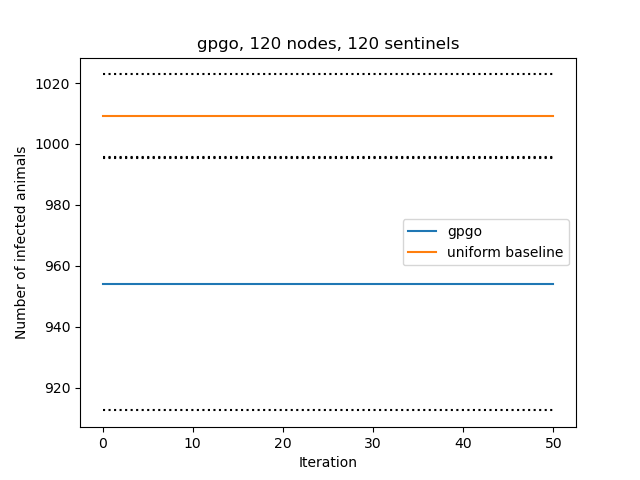 gpgo, 120 nodes, 120 sentinels
Number of infected animals
1020
1000
980
960
940
920
gpgo
uniform baseline
0 10 20 30 40 50
Iteration